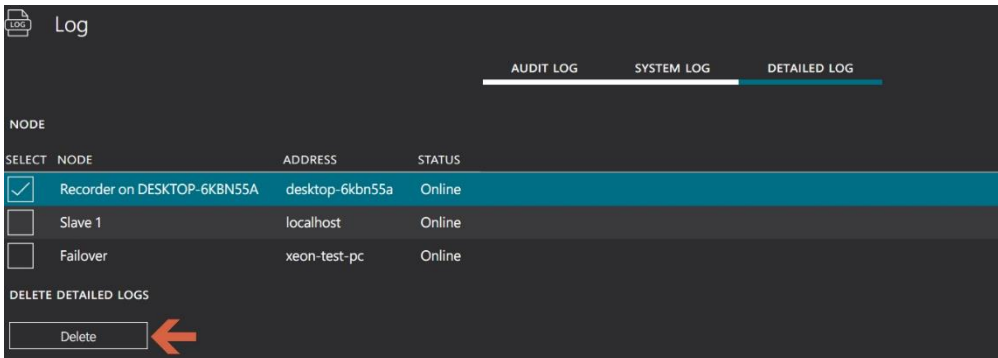 LOG
Log
AUDIT LOG SYSTEM LOG DETAILED LOG
NODE
SELECT NODE ADDRESS STATUS
Recorder on DESKTOP-6KBN55A desktop-6kbn55a Online
Slave 1 localhost Online
Failover xeon-test-pc Online
DELETE DETAILED LOGS
Delete